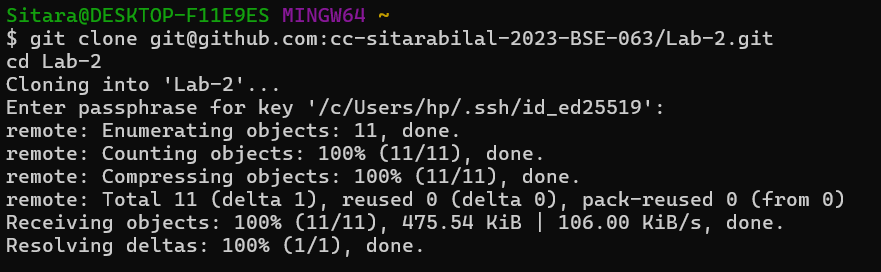 Sitara@DESKTOP-F11E9ES MINGW64 ~
$ git clone git@github.com:cc-sitarabilal-2023-BSE-063/Lab-2.git
cd Lab-2
Cloning into 'Lab-2'...
Enter passphrase for key '/c/Users/hp/.ssh/id_ed25519':
remote: Enumerating objects: 11, done.
remote: Counting objects: 100% (11/11), done.
remote: Compressing objects: 100% (11/11), done.
remote: Total 11 (delta 1), reused 0 (delta 0), pack-reused 0 (from 0)
Receiving objects: 100% (11/11), 475.54 KiB | 106.00 KiB/s, done.
Resolving deltas: 100% (1/1), done.